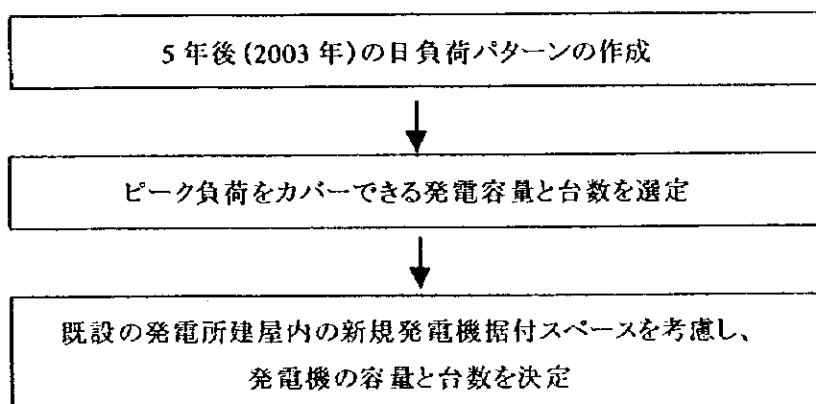 5年後(2003年)の日負荷パターンの作成
ピーク負荷をカバーできる発電容量と台数を選定
既設の発電所建屋内の新規発電機据付スペースを考慮し、
発電機の容量と台数を決定